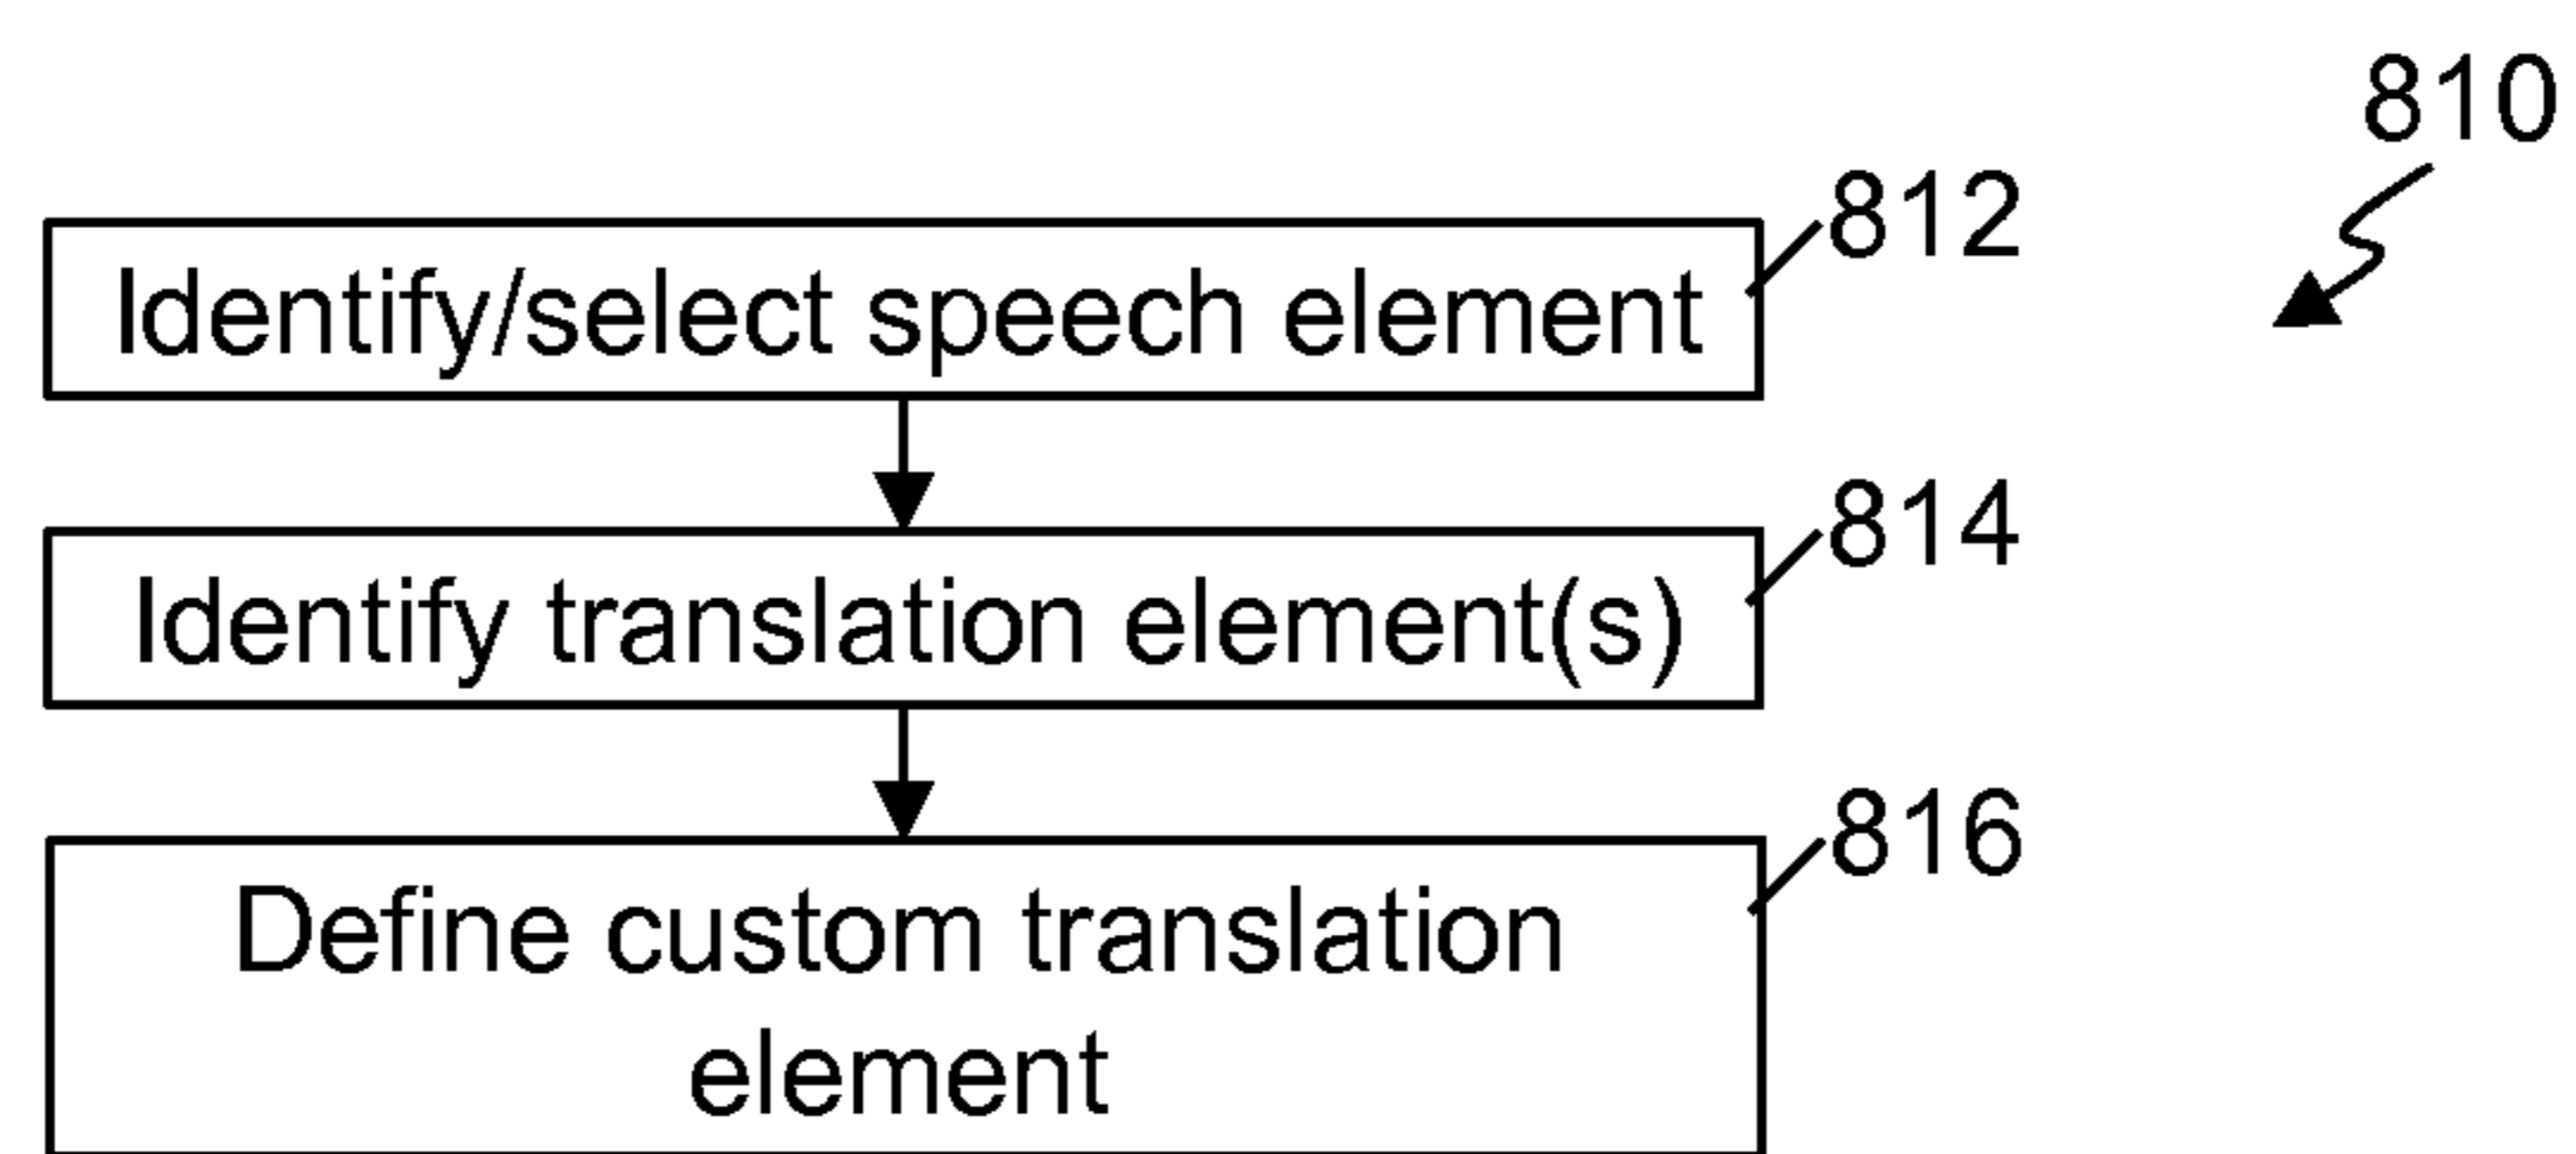 810
812
Identify/select speech element
814
Identify translation element(s)
816
Define custom translation
element